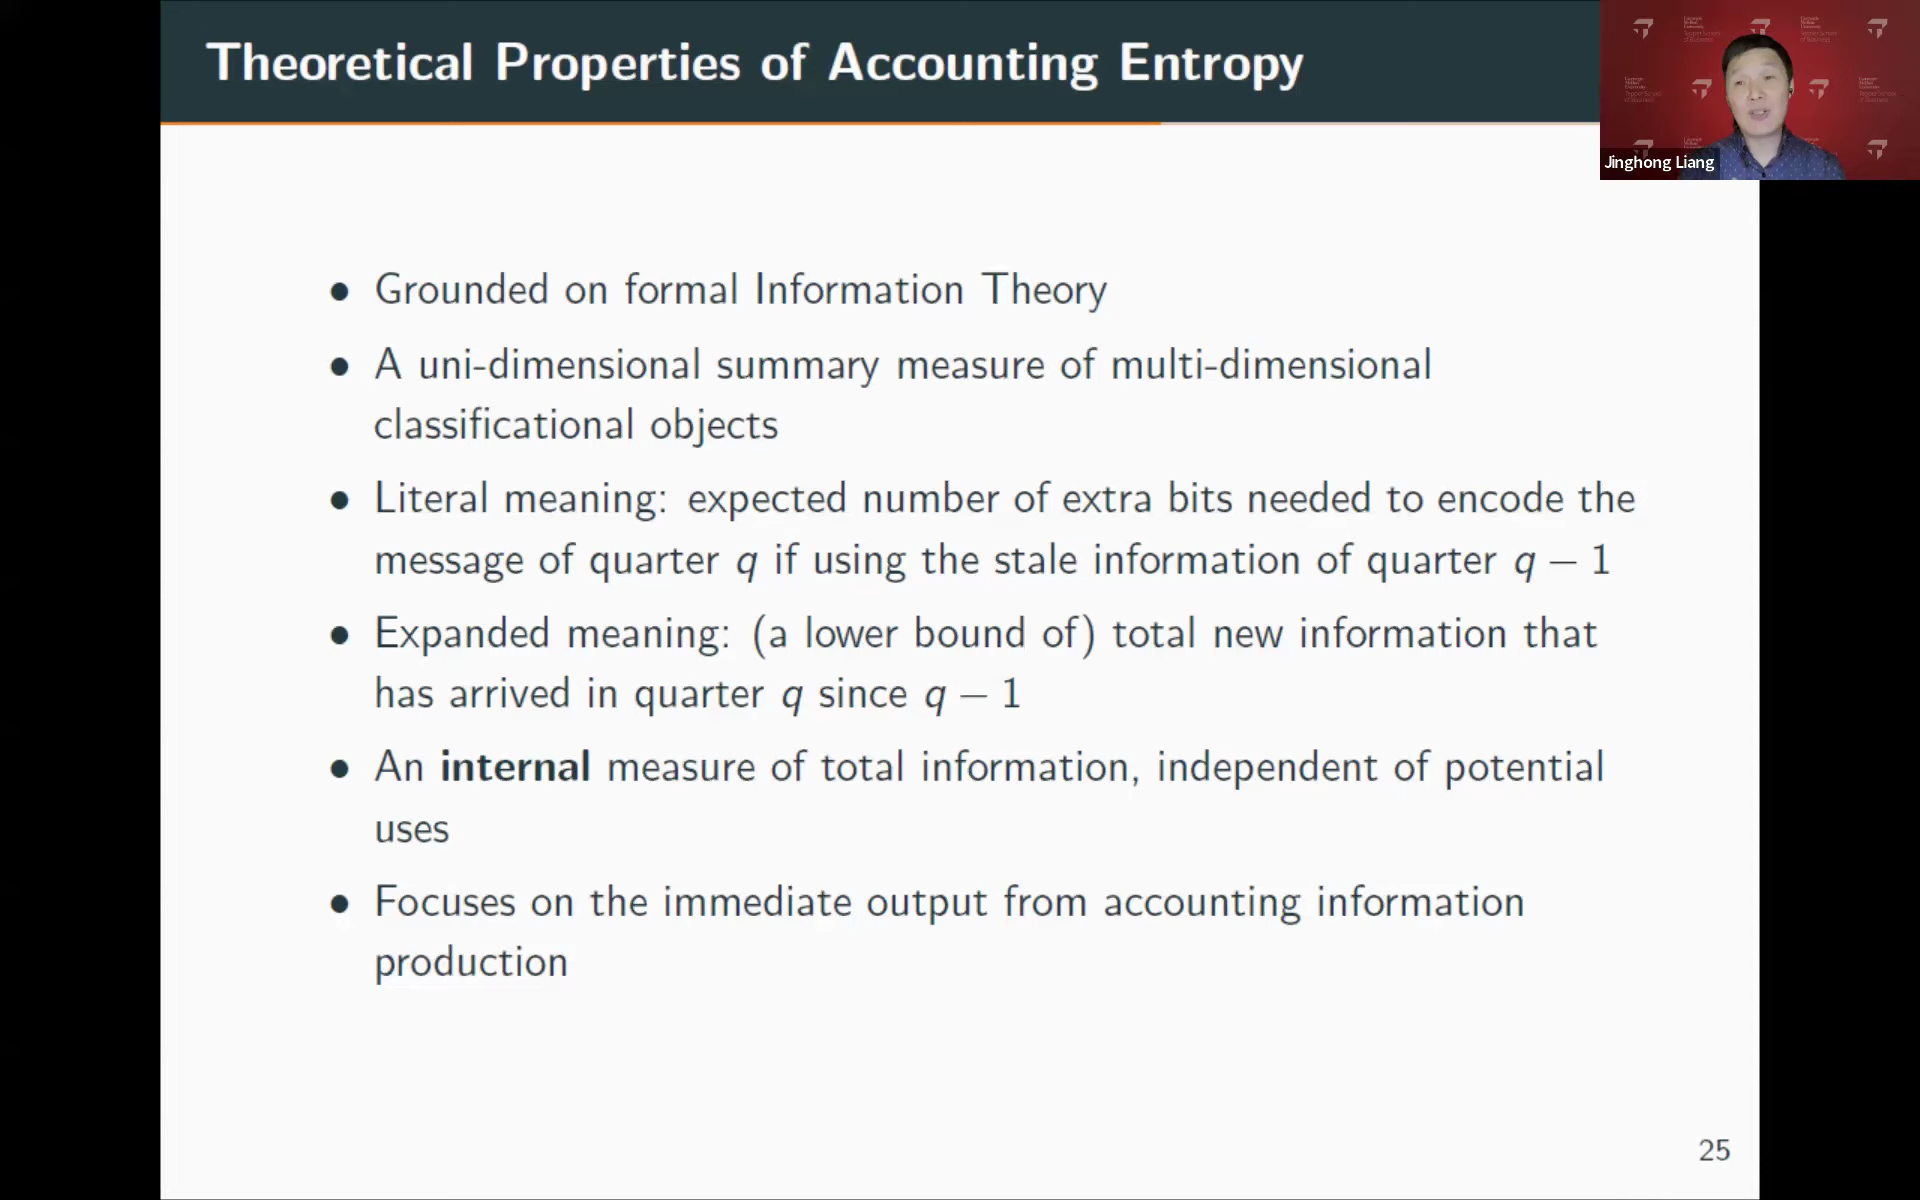 Theoretical Properties of Accounting Entropy
Jinghong Liang
• Grounded on formal Information Theory
• A uni-dimensional summary measure of multi-dimensional
classificational objects
• Literal meaning: expected number of extra bits needed to encode the
message of quarter q if using the stale information of quarter q − 1
• Expanded meaning: (a lower bound of) total new information that
has arrived in quarter q since q − 1
• An internal measure of total information, independent of potential
uses
• Focuses on the immediate output from accounting information
production
25